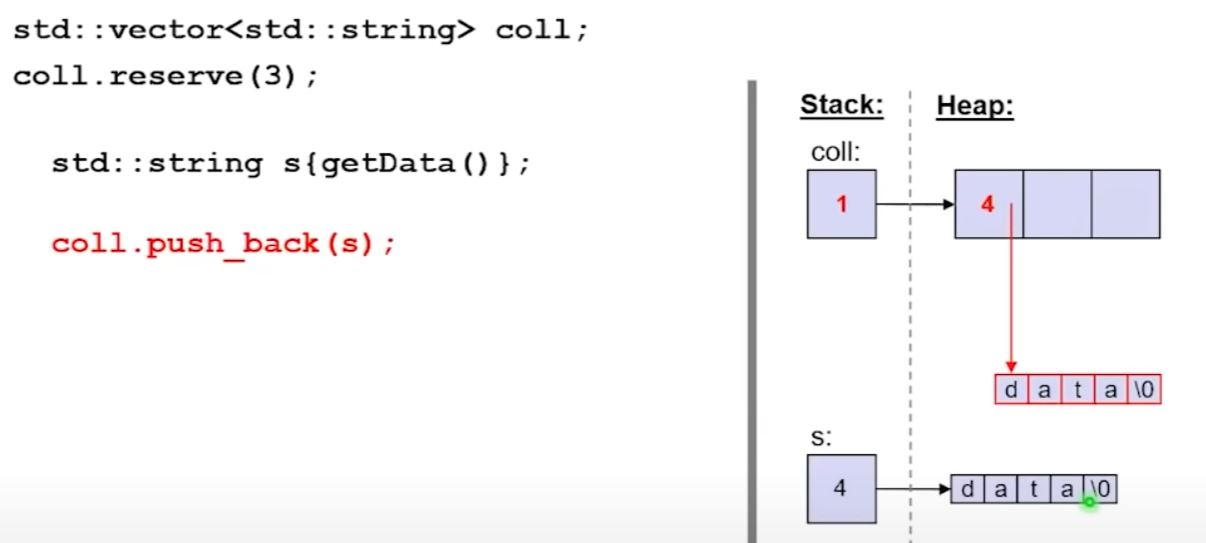 std::vector<std::string> coll;
coll.reserve(3);
std::string s{getData()};
coll.push_back(s);
Stack: Heap:
coll:
1 4
d a t a \0
s:
4 d a t a \0